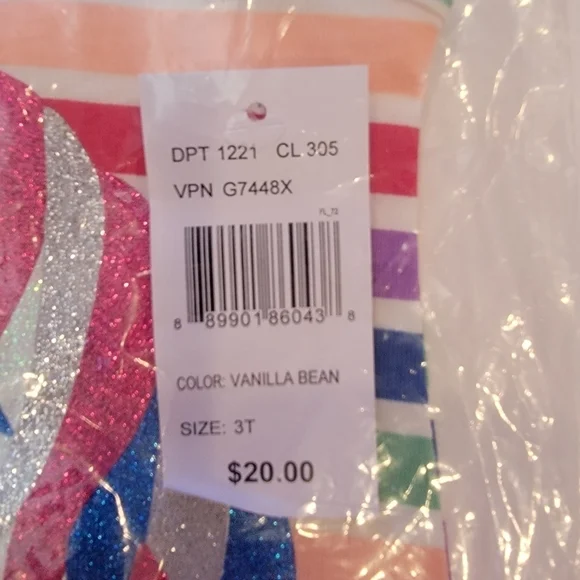 DPT 1221 CL 305
VPN G7448X
8 89901 86043 8
COLOR: VANILLA BEAN
SIZE: 3T
$20.00